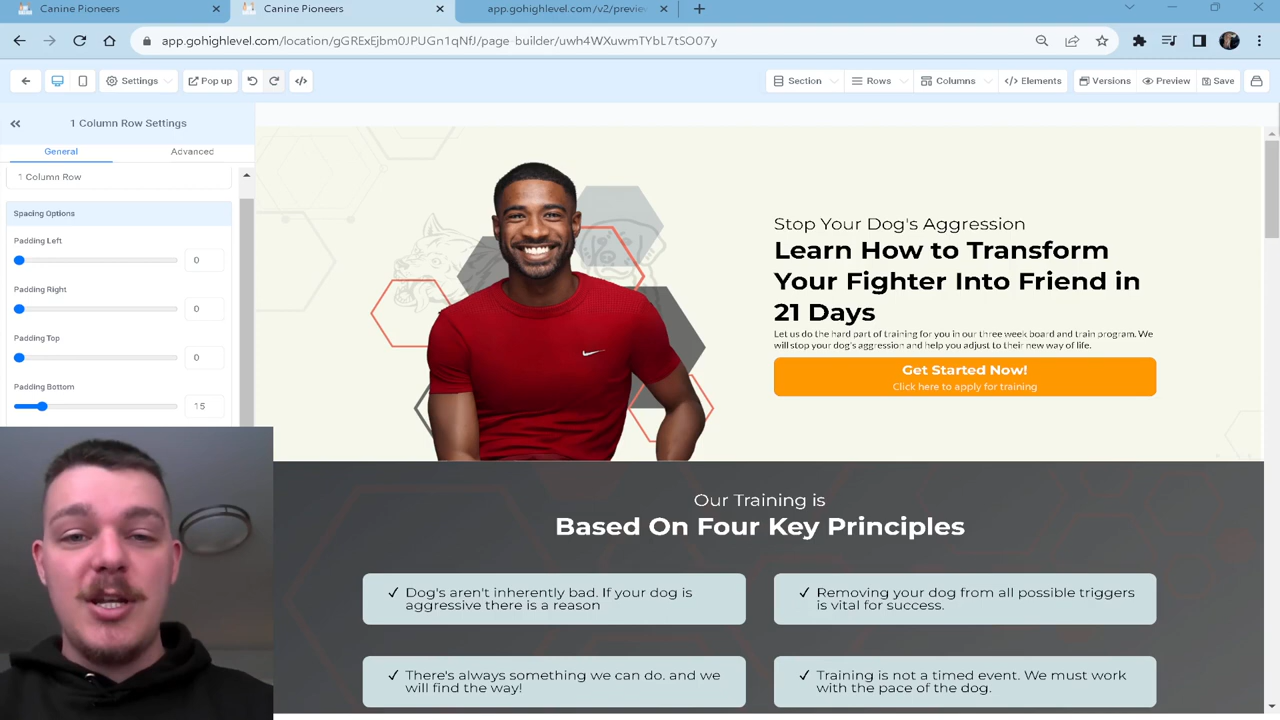 Canine Pioneers
Canine Pioneers
app.gohighlevel.com/v2/preview
app.gohighlevel.com/location/gGRExEjbm0JPUGn1qNfJ/page builder/uwh4WXuwmTYbL7tSO07y
Settings
Pop up
Section
Rows
Columns
Elements
Versions
Preview
Save
1 Column Row Settings
General
Advanced
1 Column Row
Spacing Options
Padding Left
0
Padding Right
0
Padding Top
0
Padding Bottom
15
Stop Your Dog's Aggression
Learn How to Transform
Your Fighter Into Friend in
21 Days
Let us do the hard part of training for you in our three week board and train program. We
will stop your dog's aggression and help you adjust to their new way of life.
Get Started Now!
Click here to apply for training
Our Training is
Based On Four Key Principles
✓ Dog's aren't inherently bad. If your dog is
aggressive there is a reason
✓ Removing your dog from all possible triggers
is vital for success.
✓ There's always something we can do. and we
will find the way!
✓ Training is not a timed event. We must work
with the pace of the dog.